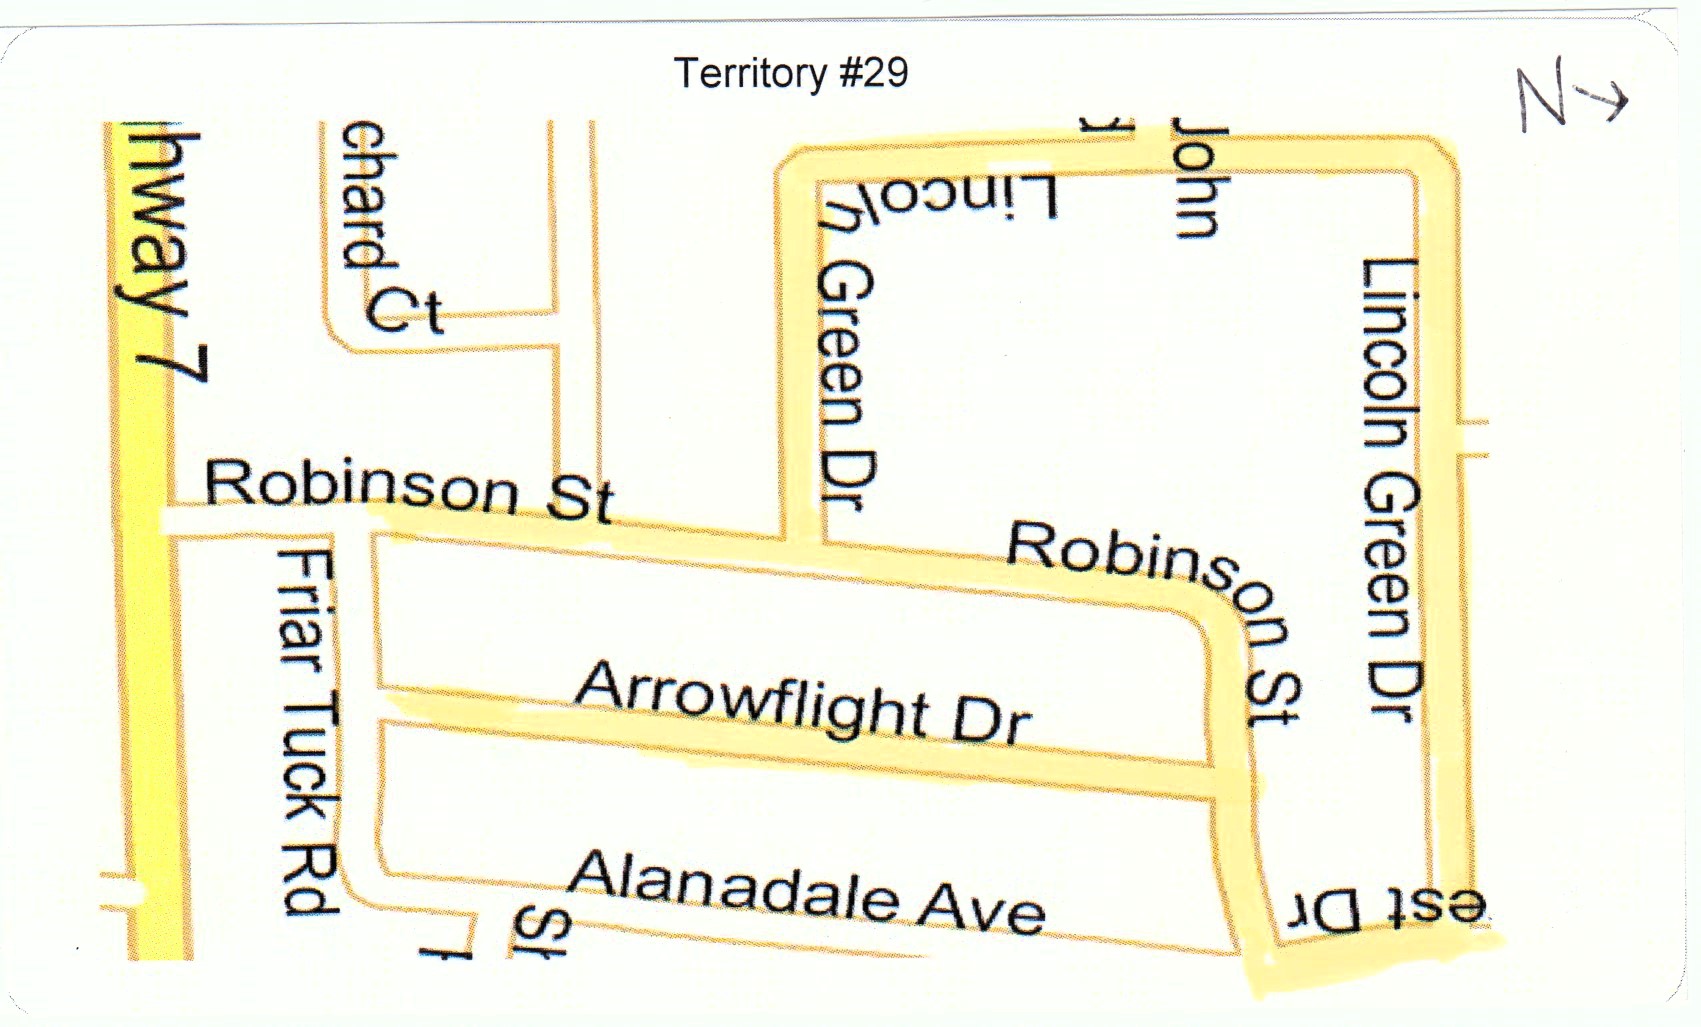 Territory #29
N
hway 7
chard Ct
John
Lincoln Green Dr
Lincoln Green Dr
Robinson St
Robinson St
Friar Tuck Rd
Arrowflight Dr
Alanadale Ave
St
est Dr